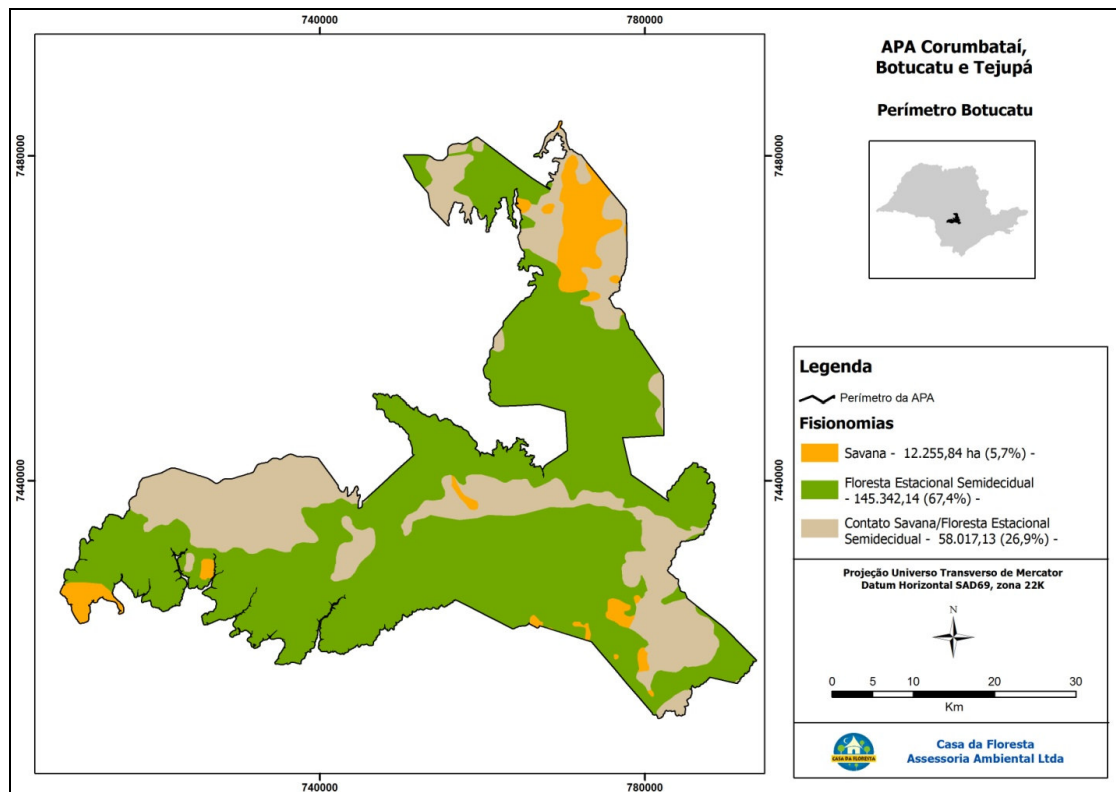 740000
780000
7480000
7480000
7440000
7440000
740000
780000
APA Corumbataí,
Botucatu e Tejupá
Perímetro Botucatu
Legenda
Perímetro da APA
Fisionomias
Savana - 12.255,84 ha (5,7%) -
Floresta Estacional Semidecidual
- 145.342,14 (67,4%) -
Contato Savana/Floresta Estacional
Semidecidual - 58.017,13 (26,9%) -
Projeção Universo Transverso de Mercator
Datum Horizontal SAD69, zona 22K
N
0 5 10 20 30
Km
CASA DA FLORESTA
Casa da Floresta
Assessoria Ambiental Ltda